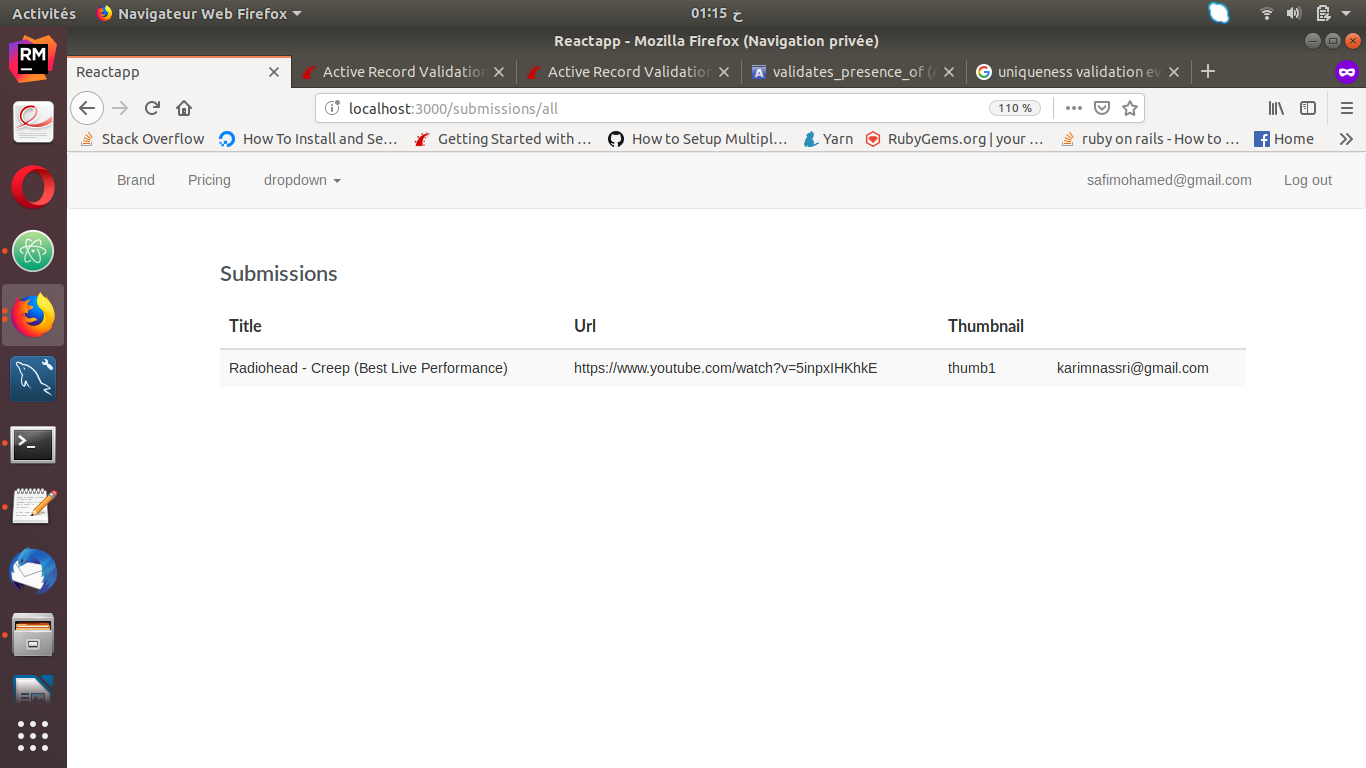 Activités Navigateur Web Firefox 01:15 خ
Reactapp - Mozilla Firefox (Navigation privée)
Reactapp Active Record Validation Active Record Validation validates_presence_of (A uniqueness validation ev
localhost:3000/submissions/all 110 %
Stack Overflow How To Install and Se… Getting Started with … How to Setup Multipl… Yarn RubyGems.org | your … ruby on rails - How to … Home
Brand Pricing dropdown safimohamed@gmail.com Log out
Submissions
Title Url Thumbnail
Radiohead - Creep (Best Live Performance) https://www.youtube.com/watch?v=5inpxIHKhkE thumb1 karimnassri@gmail.com
RM